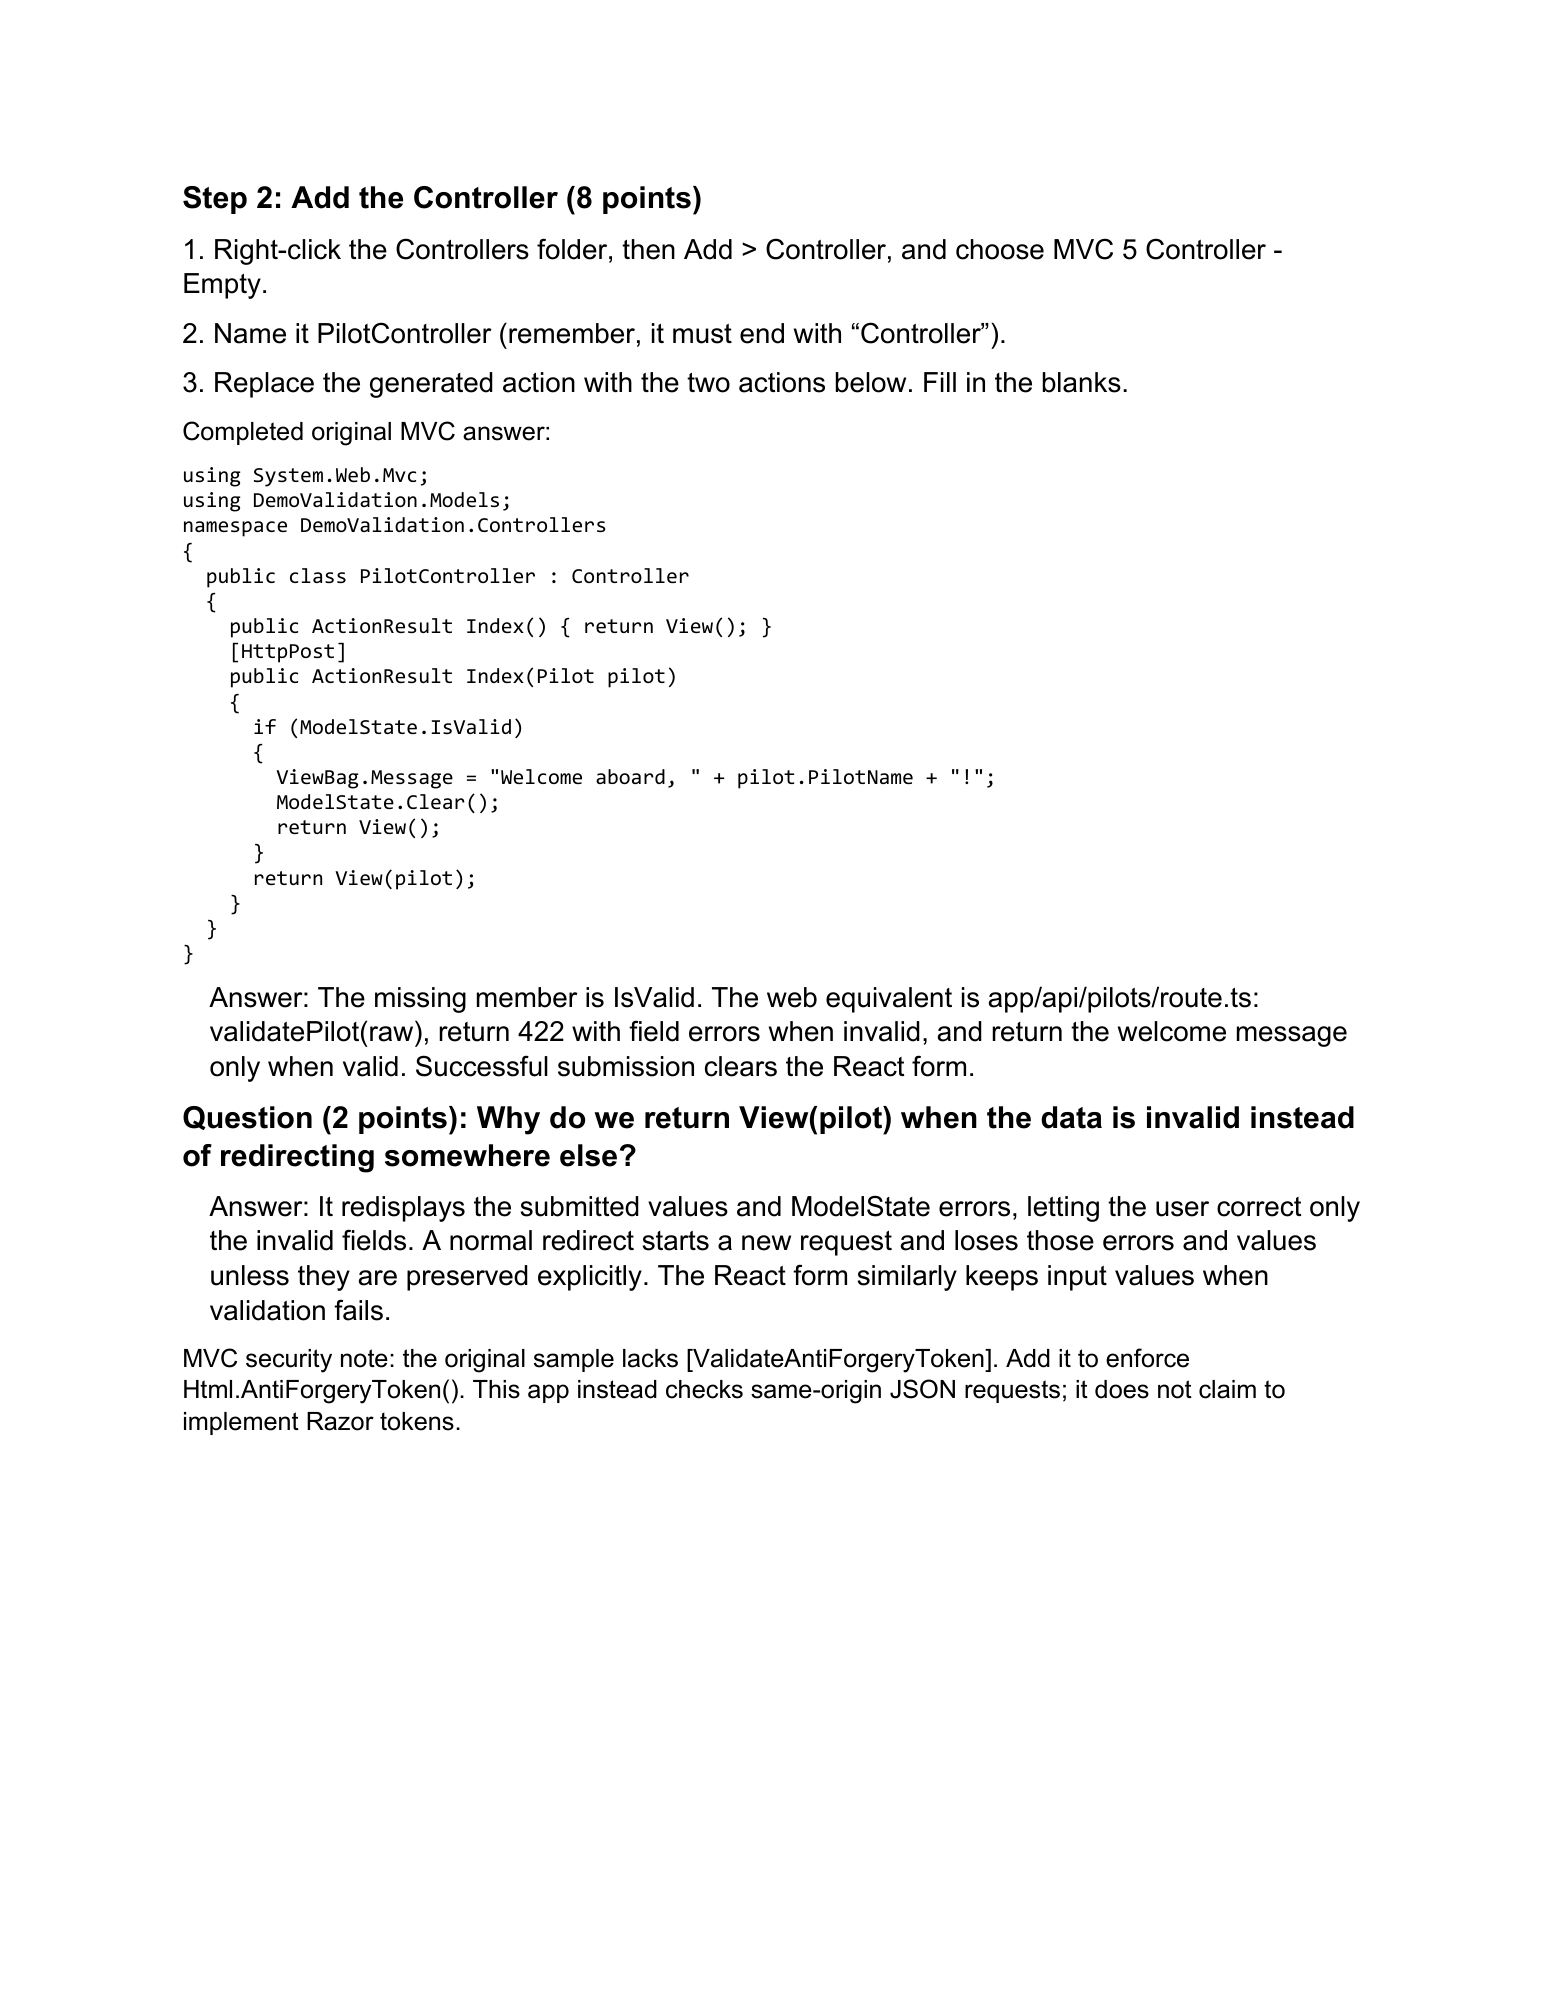 Step 2: Add the Controller (8 points)
1. Right-click the Controllers folder, then Add > Controller, and choose MVC 5 Controller -
Empty.
2. Name it PilotController (remember, it must end with “Controller”).
3. Replace the generated action with the two actions below. Fill in the blanks.
Completed original MVC answer:
using System.Web.Mvc;
using DemoValidation.Models;
namespace DemoValidation.Controllers
{
  public class PilotController : Controller
  {
    public ActionResult Index() { return View(); }
    [HttpPost]
    public ActionResult Index(Pilot pilot)
    {
      if (ModelState.IsValid)
      {
        ViewBag.Message = "Welcome aboard, " + pilot.PilotName + "!";
        ModelState.Clear();
        return View();
      }
      return View(pilot);
    }
  }
}
Answer: The missing member is IsValid. The web equivalent is app/api/pilots/route.ts:
validatePilot(raw), return 422 with field errors when invalid, and return the welcome message
only when valid. Successful submission clears the React form.
Question (2 points): Why do we return View(pilot) when the data is invalid instead
of redirecting somewhere else?
Answer: It redisplays the submitted values and ModelState errors, letting the user correct only
the invalid fields. A normal redirect starts a new request and loses those errors and values
unless they are preserved explicitly. The React form similarly keeps input values when
validation fails.
MVC security note: the original sample lacks [ValidateAntiForgeryToken]. Add it to enforce
Html.AntiForgeryToken(). This app instead checks same-origin JSON requests; it does not claim to
implement Razor tokens.